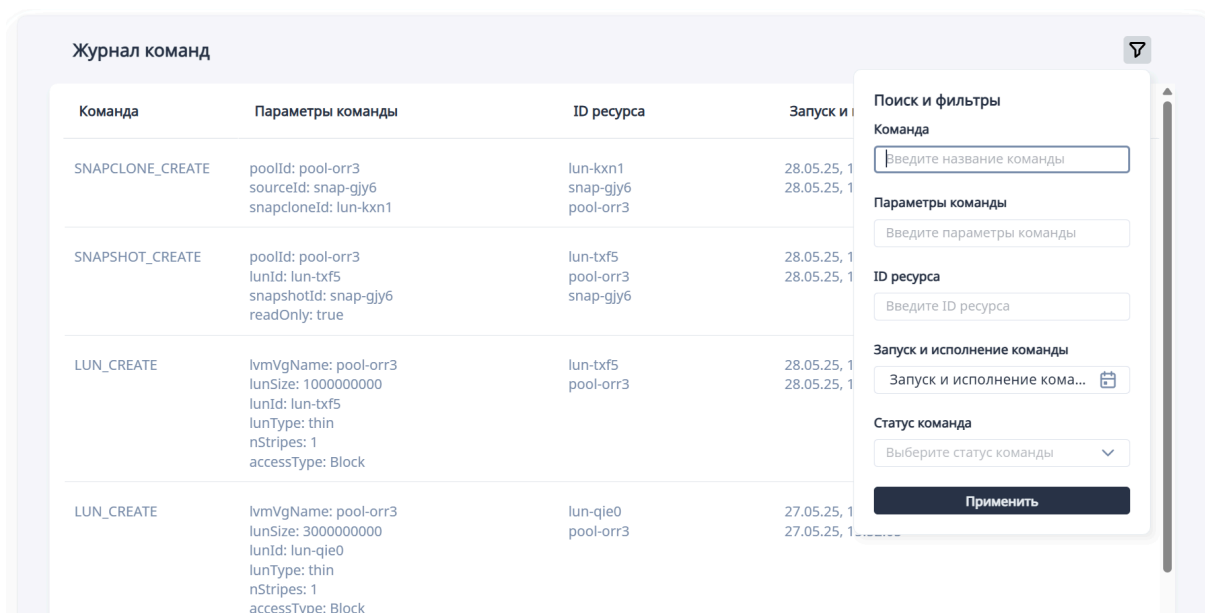 Журнал команд
Команда Параметры команды ID ресурса Запуск и
SNAPCLONE_CREATE poolId: pool-orr3 lun-kxn1 28.05.25, 1
sourceId: snap-gjy6 snap-gjy6 28.05.25, 1
snapcloneId: lun-kxn1 pool-orr3
SNAPSHOT_CREATE poolId: pool-orr3 lun-txf5 28.05.25, 1
lunId: lun-txf5 pool-orr3 28.05.25, 1
snapshotId: snap-gjy6 snap-gjy6
readOnly: true
LUN_CREATE lvmVgName: pool-orr3 lun-txf5 28.05.25, 1
lunSize: 1000000000 pool-orr3 28.05.25, 1
lunId: lun-txf5
lunType: thin
nStripes: 1
accessType: Block
LUN_CREATE lvmVgName: pool-orr3 lun-qie0 27.05.25, 1
lunSize: 3000000000 pool-orr3 27.05.25,
lunId: lun-qie0
lunType: thin
nStripes: 1
accessType: Block
Поиск и фильтры
Команда
Введите название команды
Параметры команды
Введите параметры команды
ID ресурса
Введите ID ресурса
Запуск и исполнение команды
Запуск и исполнение кома...
Статус команда
Выберите статус команды
Применить